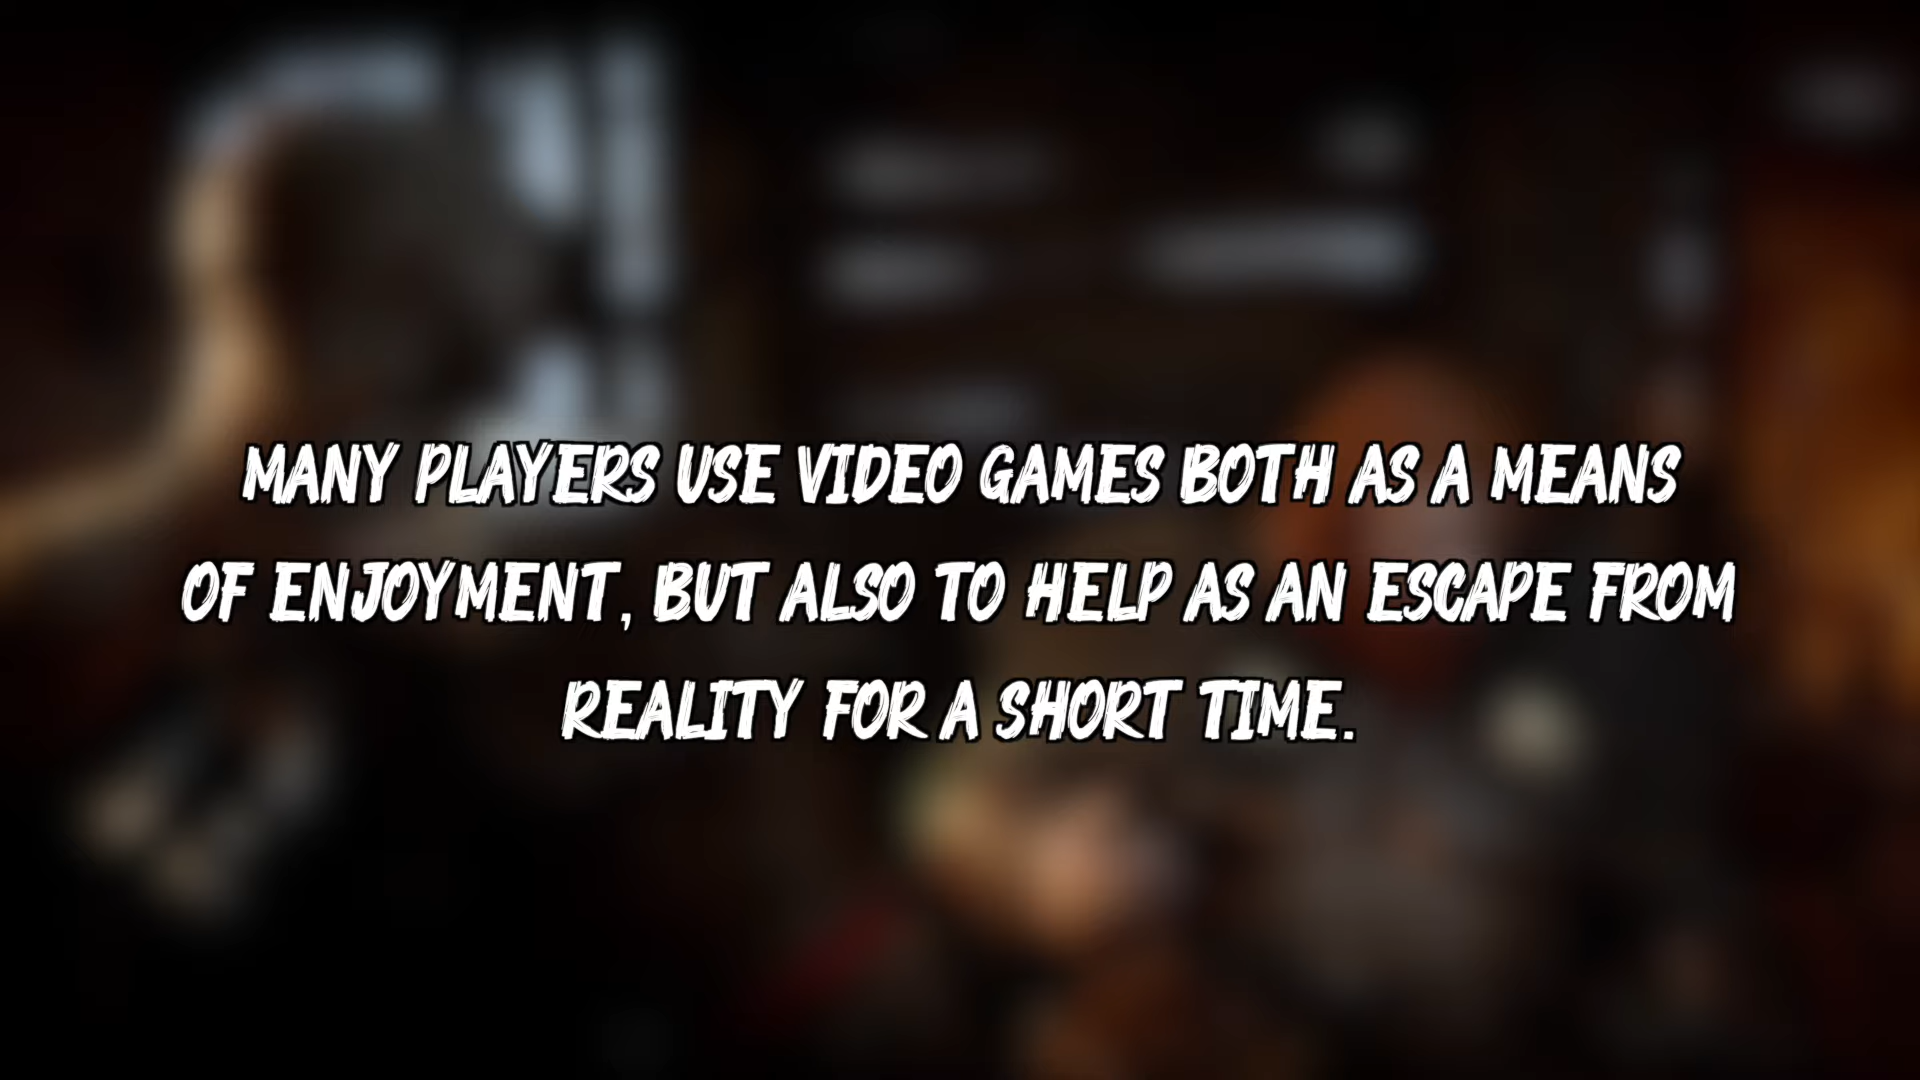 MANY PLAYERS USE VIDEO GAMES BOTH AS A MEANS
OF ENJOYMENT, BUT ALSO TO HELP AS AN ESCAPE FROM
REALITY FOR A SHORT TIME.